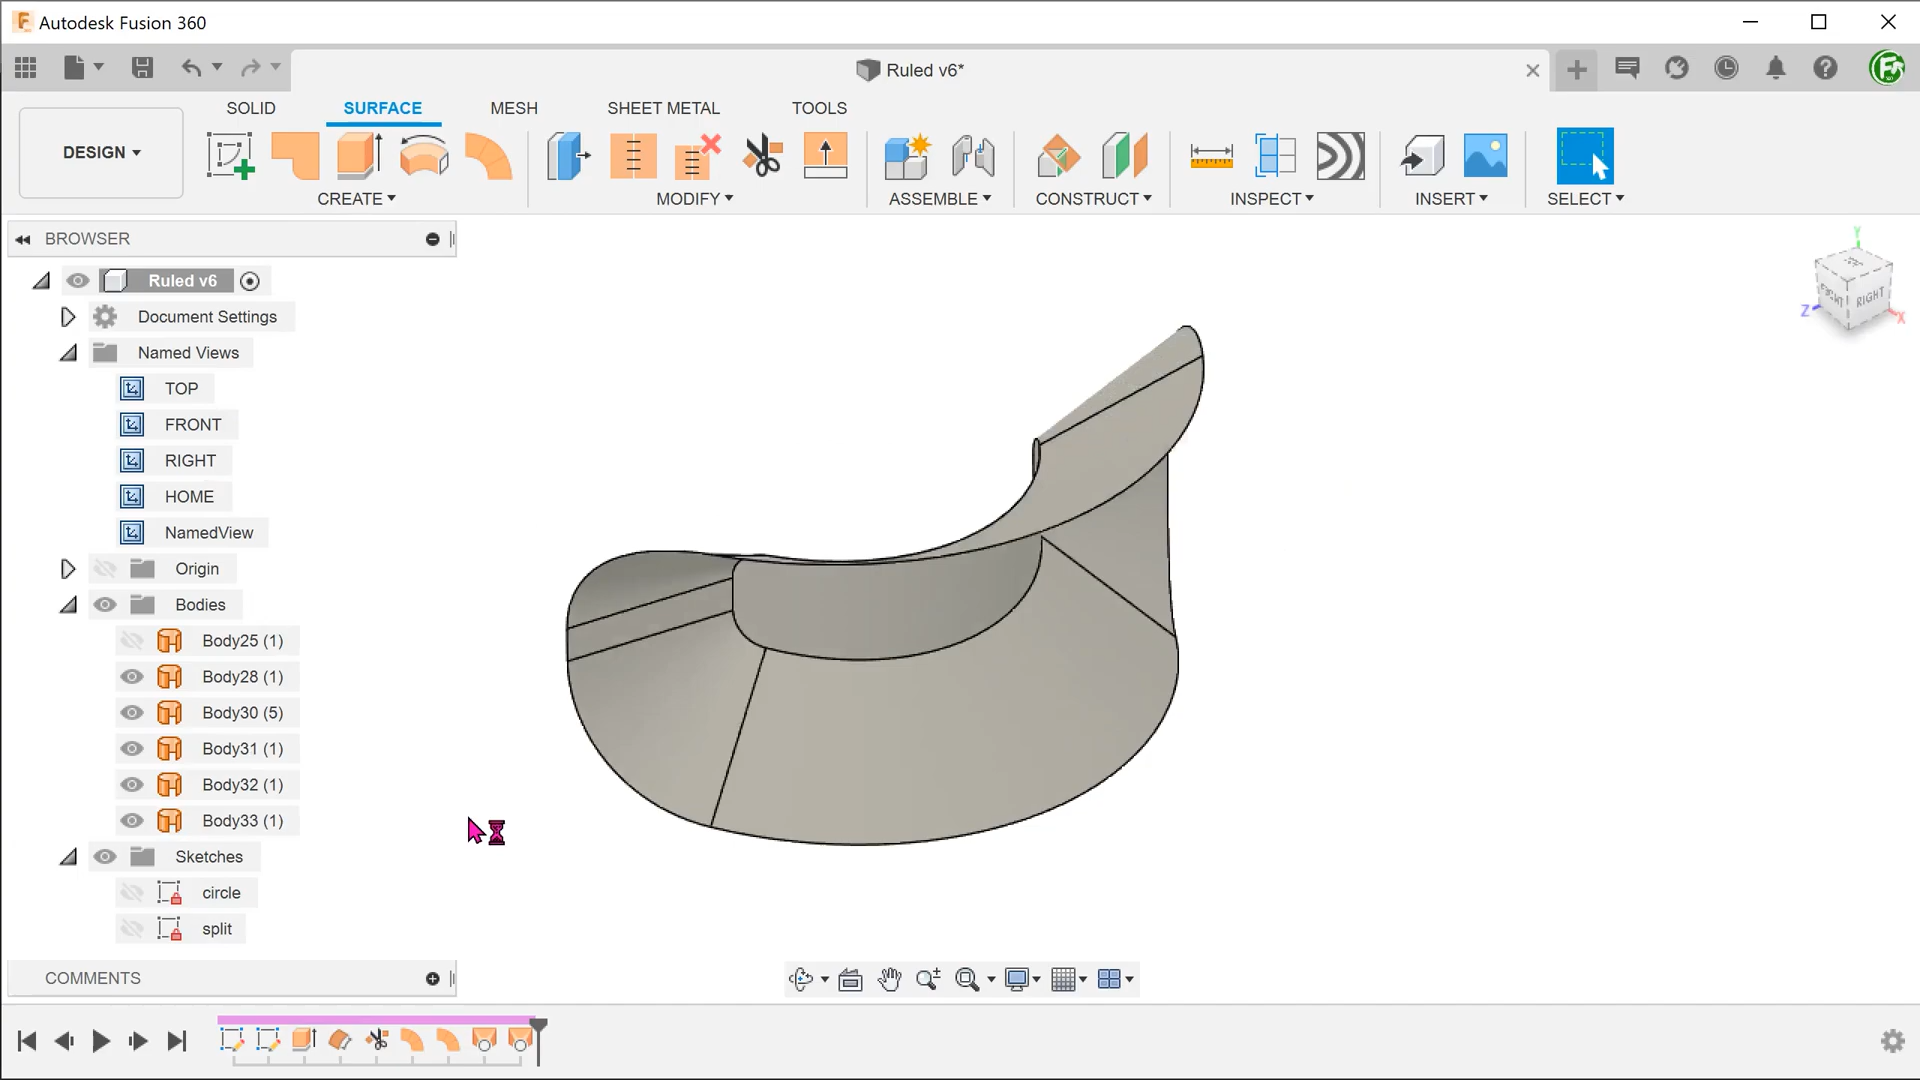 Autodesk Fusion 360
Ruled v6*
SOLID
SURFACE
MESH
SHEET METAL
TOOLS
DESIGN
CREATE
MODIFY
ASSEMBLE
CONSTRUCT
INSPECT
INSERT
SELECT
BROWSER
Ruled v6
Document Settings
Named Views
TOP
FRONT
RIGHT
HOME
NamedView
Origin
Bodies
Body25 (1)
Body28 (1)
Body30 (5)
Body31 (1)
Body32 (1)
Body33 (1)
Sketches
circle
split
COMMENTS
Y
FRONT
RIGHT
Z
X